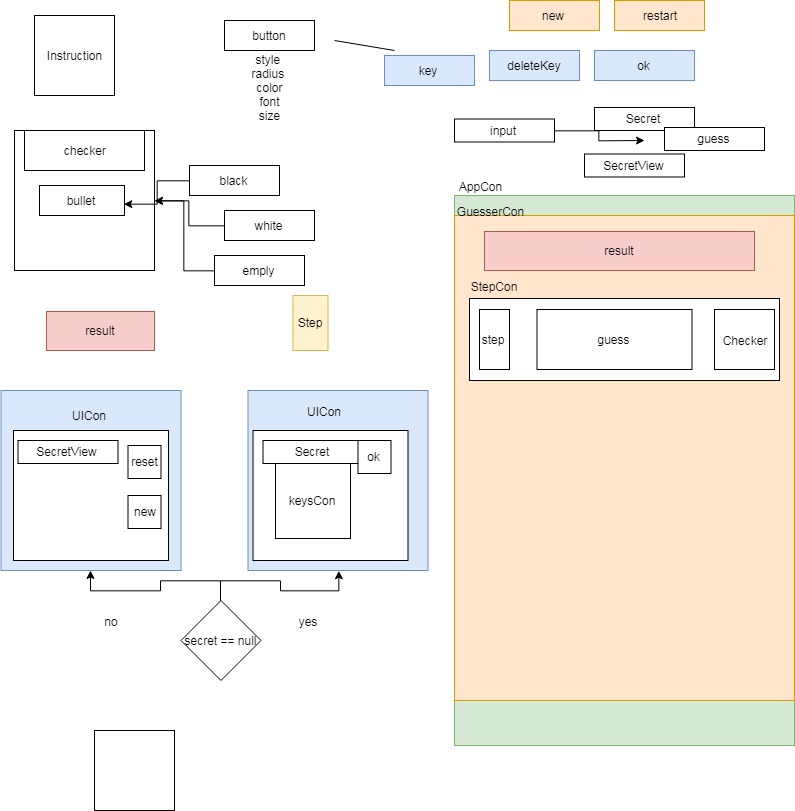 new
restart
Instruction
button
style
radius
color
font
size
key
deleteKey
ok
Secret
input
guess
SecretView
checker
bullet
black
white
emply
AppCon
GuesserCon
result
StepCon
step
guess
Checker
result
Step
UICon
SecretView
reset
new
UICon
Secret
ok
keysCon
no
yes
secret == null